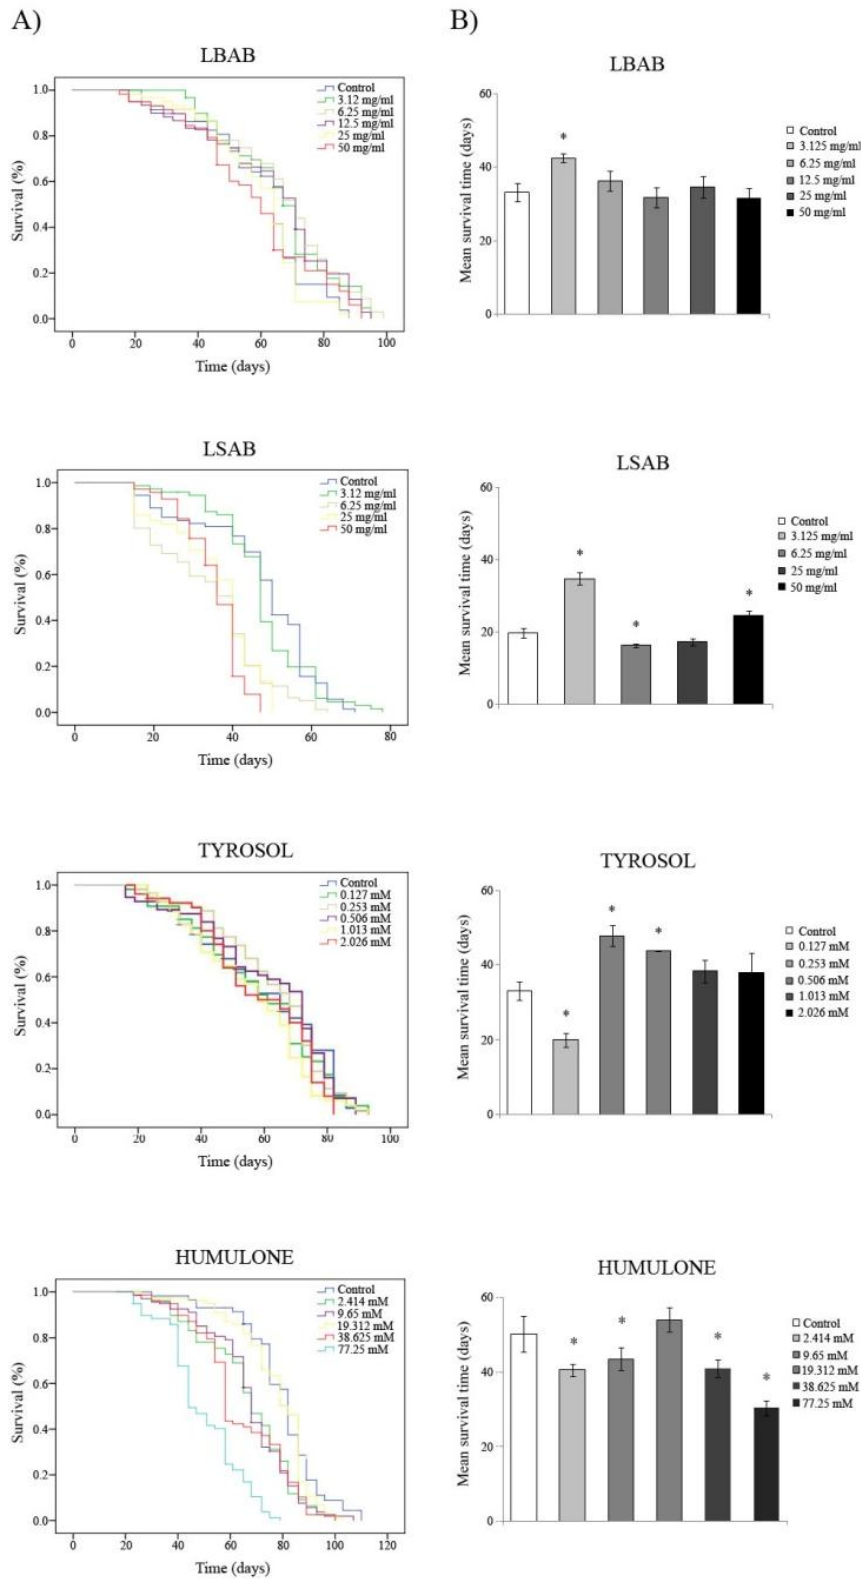 A)
B)
LBAB
Survival (%)
1.0
0.8
0.6
0.4
0.2
0.0
0
20
40
60
80
100
Time (days)
Control
3.12 mg/ml
6.25 mg/ml
12.5 mg/ml
25 mg/ml
50 mg/ml
LBAB
Mean survival time (days)
60
40
20
0
*
Control
3.125 mg/ml
6.25 mg/ml
12.5 mg/ml
25 mg/ml
50 mg/ml
LSAB
Survival (%)
1.0
0.8
0.6
0.4
0.2
0.0
0
20
40
60
80
Time (days)
Control
3.12 mg/ml
6.25 mg/ml
25 mg/ml
50 mg/ml
LSAB
Mean survival time (days)
60
40
20
0
*
*
*
Control
3.125 mg/ml
6.25 mg/ml
25 mg/ml
50 mg/ml
TYROSOL
Survival (%)
1.0
0.8
0.6
0.4
0.2
0.0
0
20
40
60
80
100
Time (days)
Control
0.127 mM
0.253 mM
0.506 mM
1.013 mM
2.026 mM
TYROSOL
Mean survival time (days)
60
40
20
0
*
*
*
Control
0.127 mM
0.253 mM
0.506 mM
1.013 mM
2.026 mM
HUMULONE
Survival (%)
1.0
0.8
0.6
0.4
0.2
0.0
0
20
40
60
80
100
120
Time (days)
Control
2.414 mM
9.65 mM
19.312 mM
38.625 mM
77.25 mM
HUMULONE
Mean survival time (days)
60
40
20
0
*
*
*
*
Control
2.414 mM
9.65 mM
19.312 mM
38.625 mM
77.25 mM